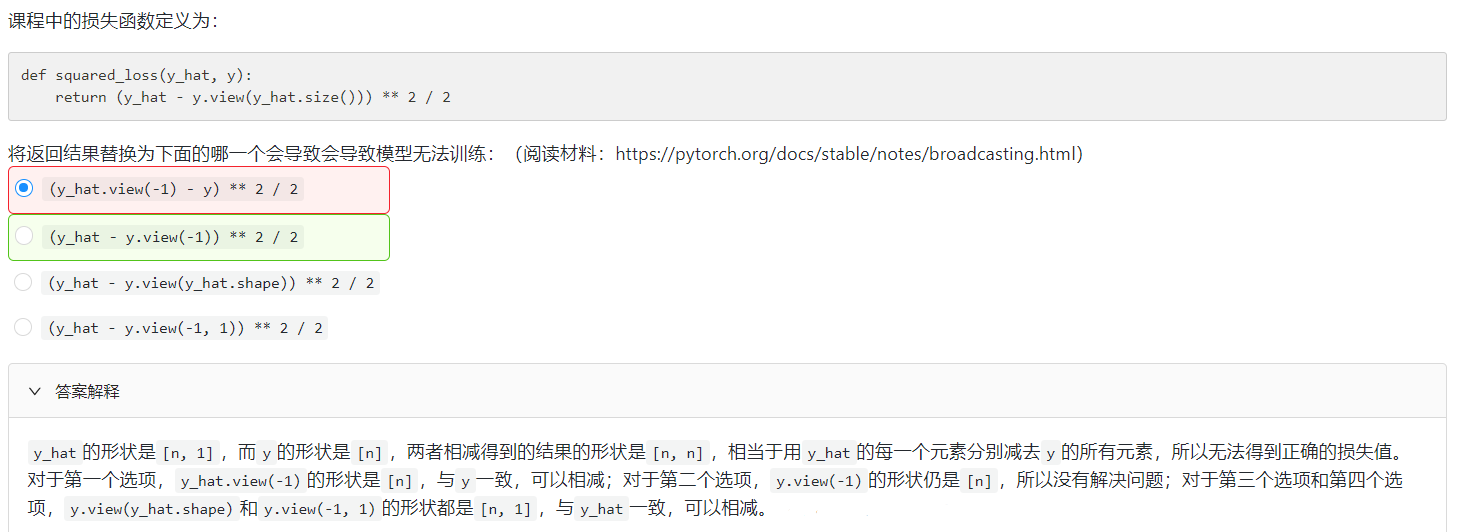 课程中的损失函数定义为：
def squared_loss(y_hat, y):
    return (y_hat - y.view(y_hat.size())) ** 2 / 2
将返回结果替换为下面的哪一个会导致会导致模型无法训练：（阅读材料：https://pytorch.org/docs/stable/notes/broadcasting.html）
(y_hat.view(-1) - y) ** 2 / 2
(y_hat - y.view(-1)) ** 2 / 2
(y_hat - y.view(y_hat.shape)) ** 2 / 2
(y_hat - y.view(-1, 1)) ** 2 / 2
答案解释
y_hat 的形状是 [n, 1]，而 y 的形状是 [n]，两者相减得到的结果的形状是 [n, n]，相当于用 y_hat 的每一个元素分别减去 y 的所有元素，所以无法得到正确的损失值。
对于第一个选项，y_hat.view(-1) 的形状是 [n]，与 y 一致，可以相减；对于第二个选项，y.view(-1) 的形状仍是 [n]，所以没有解决问题；对于第三个选项和第四个选
项，y.view(y_hat.shape) 和 y.view(-1, 1) 的形状都是 [n, 1]，与 y_hat 一致，可以相减。